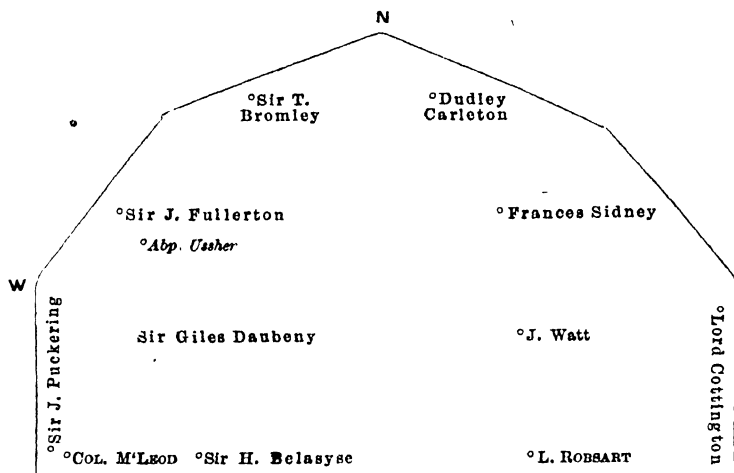 N
°Sir T.
Bromley
°Dudley
Carleton
°Sir J. Fullerton
°Frances Sidney
°Abp. Ussher
W
°Sir J. Puckering
Sir Giles Daubeny
°J. Watt
°Lord Cottington
°COL. M'LEOD
°Sir H. Belasyse
°L. ROBSART